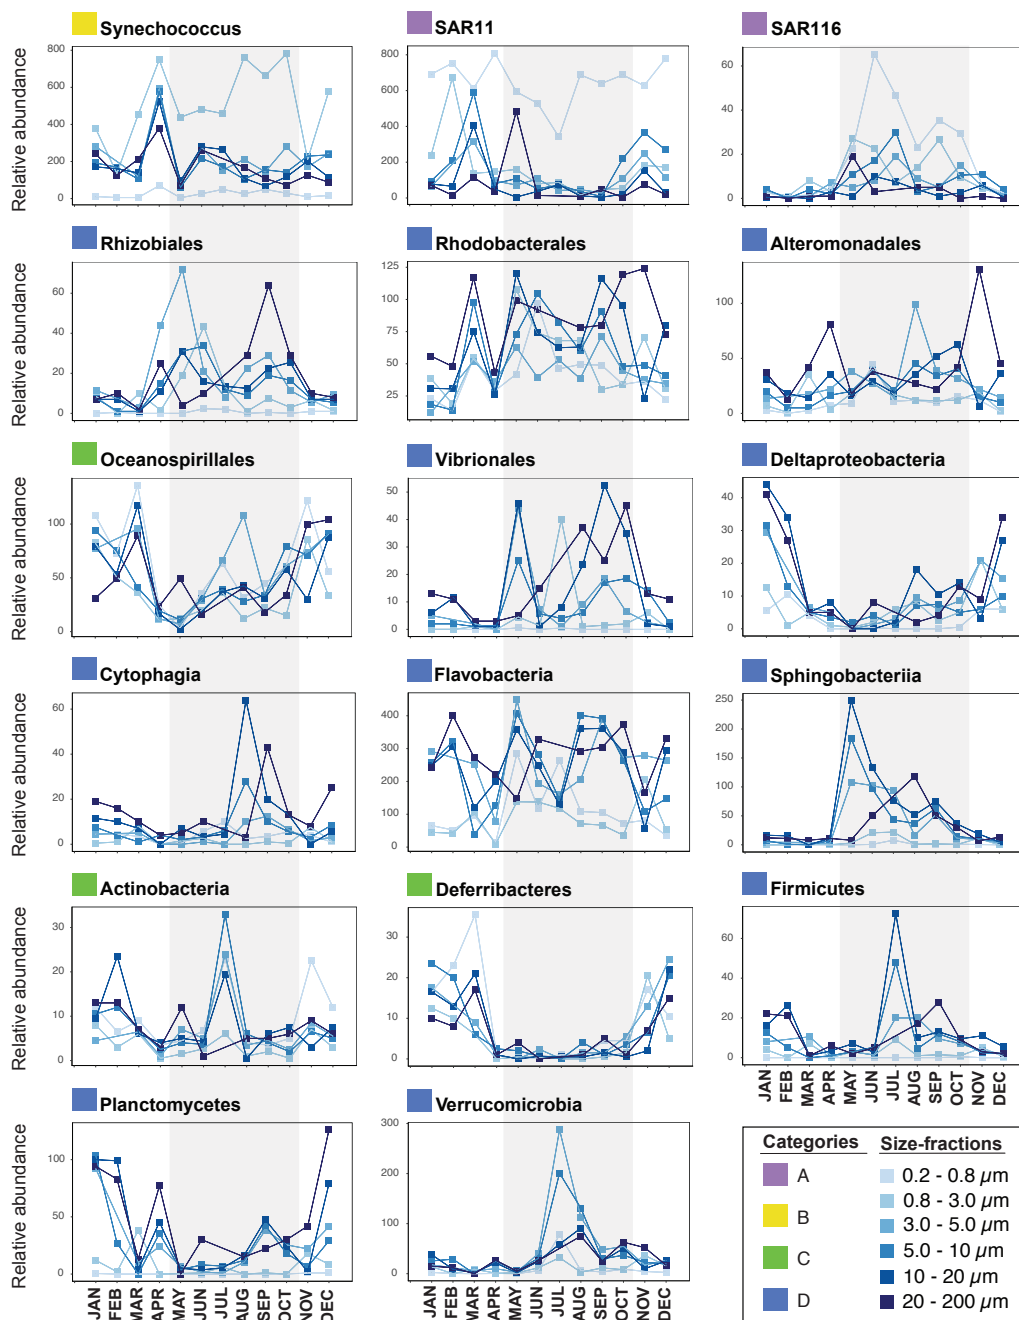 Synechococcus
SAR11
SAR116
Relative abundance
800
600
400
200
0
800
600
400
200
0
60
40
20
0
Rhizobiales
Rhodobacterales
Alteromonadales
Relative abundance
60
40
20
0
125
100
75
50
25
100
50
0
Oceanospirillales
Vibrionales
Deltaproteobacteria
Relative abundance
100
50
0
50
40
30
20
10
0
40
30
20
10
0
Cytophagia
Flavobacteria
Sphingobacteriia
Relative abundance
60
40
20
0
400
300
200
100
0
250
200
150
100
50
0
Actinobacteria
Deferribacteres
Firmicutes
Relative abundance
30
20
10
0
30
20
10
0
60
40
20
0
JAN FEB MAR APR MAY JUN JUL AUG SEP OCT NOV DEC
Planctomycetes
Verrucomicrobia
Relative abundance
100
50
0
300
200
100
0
JAN FEB MAR APR MAY JUN JUL AUG SEP OCT NOV DEC
JAN FEB MAR APR MAY JUN JUL AUG SEP OCT NOV DEC
Categories
A
B
C
D
Size-fractions
0.2 - 0.8 µm
0.8 - 3.0 µm
3.0 - 5.0 µm
5.0 - 10 µm
10 - 20 µm
20 - 200 µm